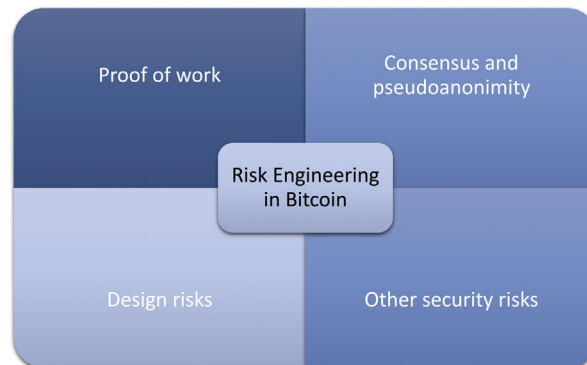 Proof of work
Consensus and
pseudoanonimity
Risk Engineering
in Bitcoin
Design risks
Other security risks